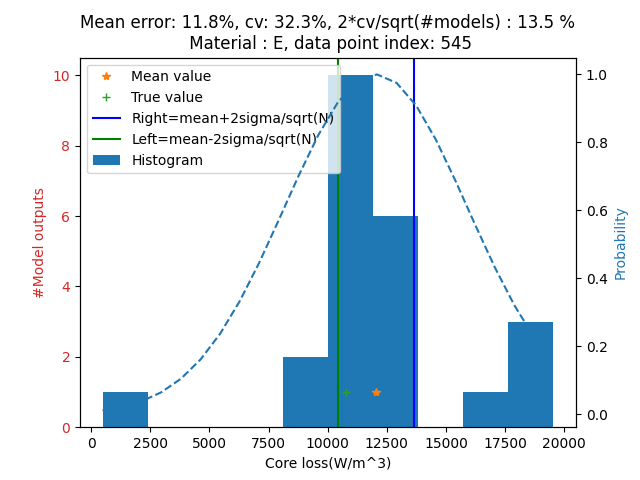 Mean error: 11.8%, cv: 32.3%, 2*cv/sqrt(#models) : 13.5 %
Material : E, data point index: 545
Mean value
True value
Right=mean+2sigma/sqrt(N)
Left=mean-2sigma/sqrt(N)
Histogram
#Model outputs
10
8
6
4
2
0
Probability
1.0
0.8
0.6
0.4
0.2
0.0
0 2500 5000 7500 10000 12500 15000 17500 20000
Core loss(W/m^3)